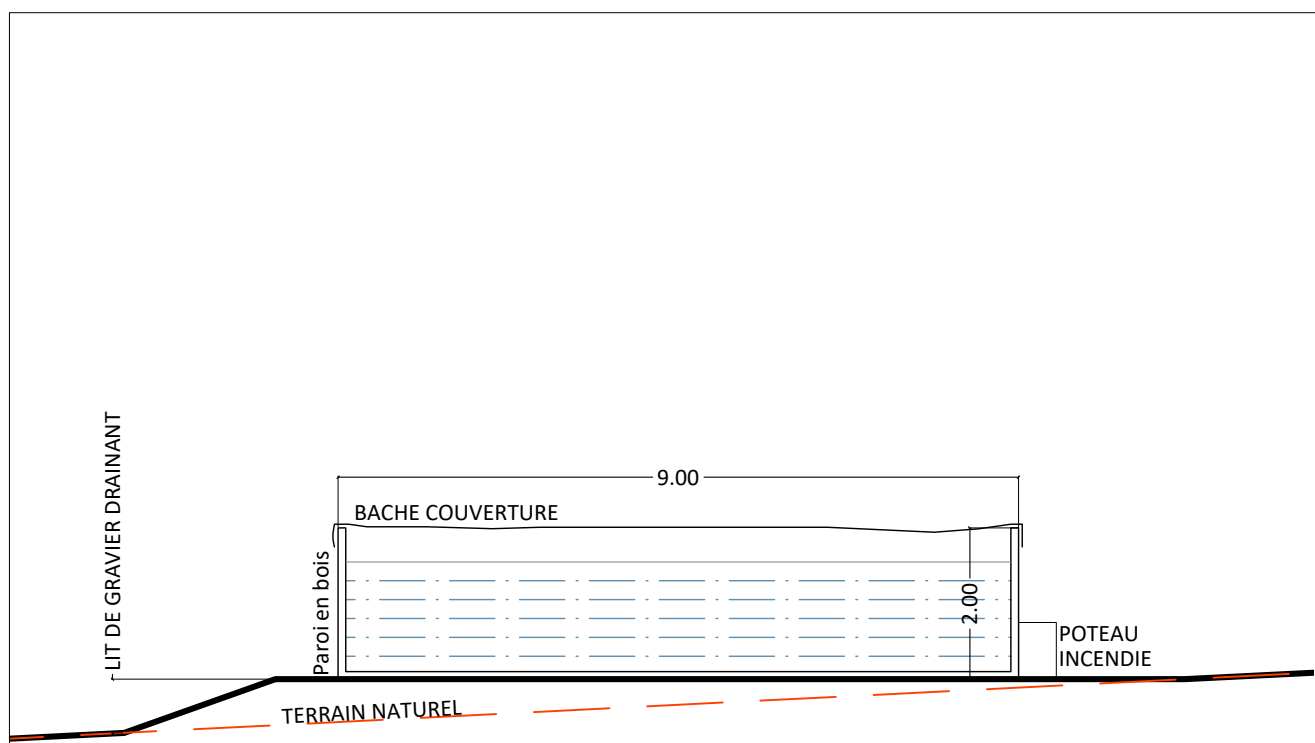 LIT DE GRAVIER DRAINANT
9.00
BACHE COUVERTURE
Paroi en bois
2.00
POTEAU
INCENDIE
TERRAIN NATUREL